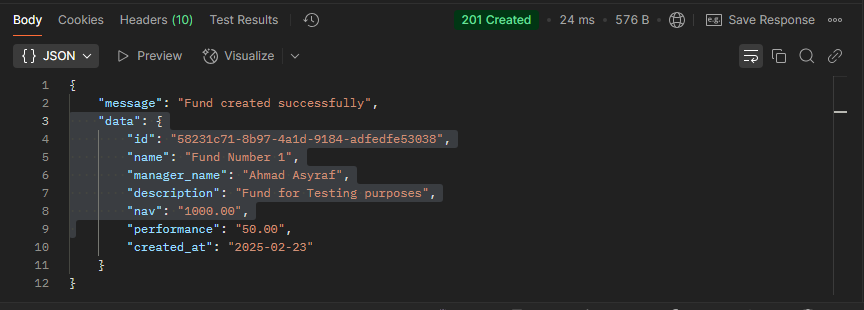 Body Cookies Headers (10) Test Results 201 Created • 24 ms • 576 B e.g. Save Response
{} JSON Preview Visualize
1 {
2 "message": "Fund created successfully",
3 "data": {
4 "id": "58231c71-8b97-4a1d-9184-adfedfe53038",
5 "name": "Fund Number 1",
6 "manager_name": "Ahmad Asyraf",
7 "description": "Fund for Testing purposes",
8 "nav": "1000.00",
9 "performance": "50.00",
10 "created_at": "2025-02-23"
11 }
12 }